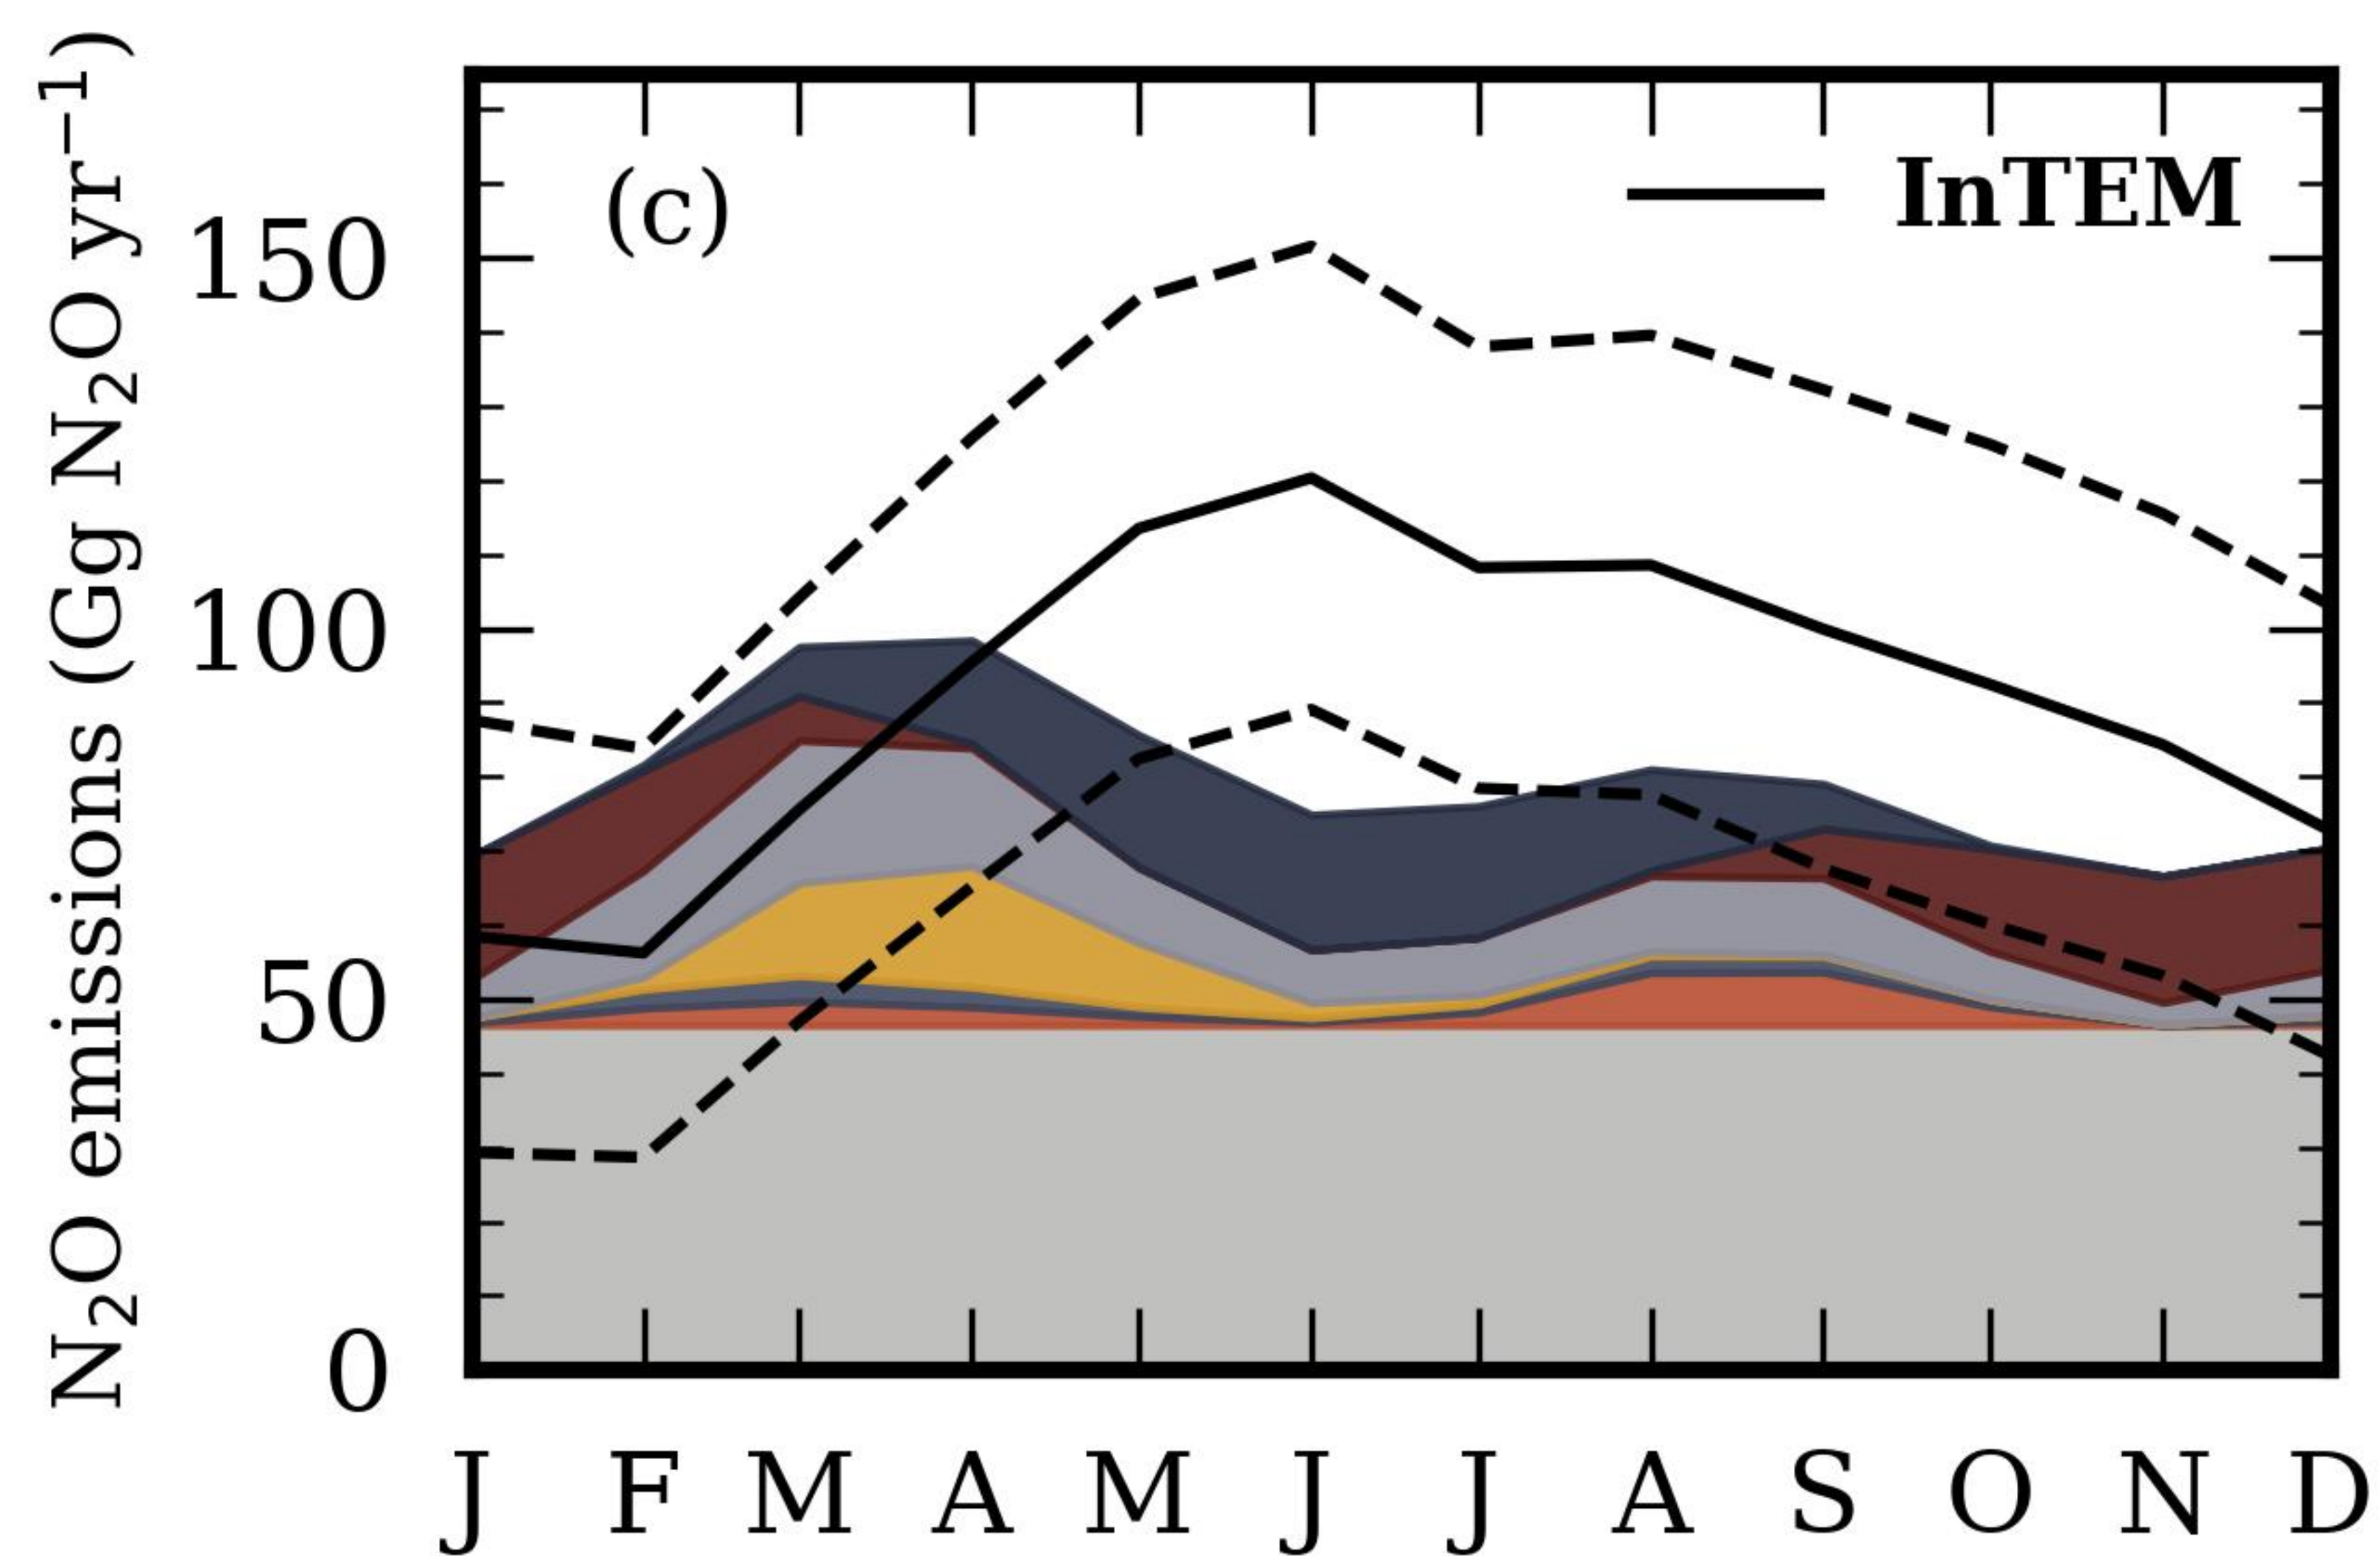 N₂O emissions (Gg N₂O yr⁻¹)
(c)
InTEM
150
100
50
0
J F M A M J J A S O N D